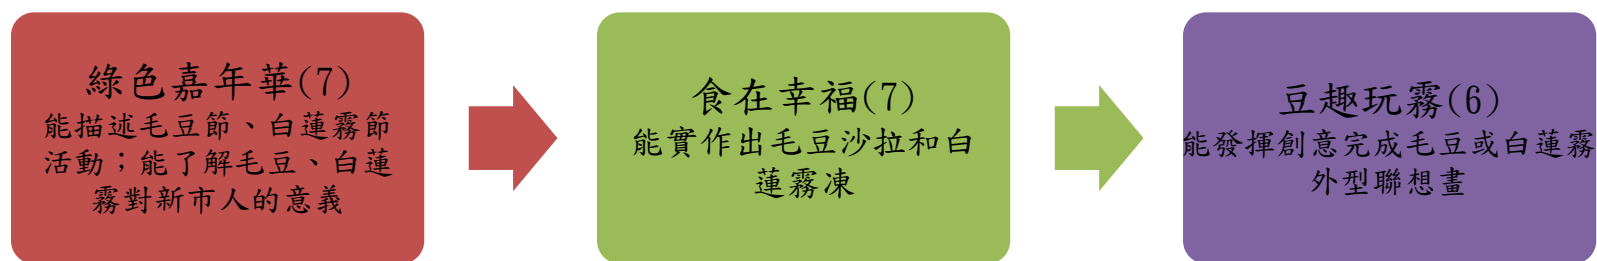 綠色嘉年華(7)
能描述毛豆節、白蓮霧節
活動；能了解毛豆、白蓮
霧對新市人的意義
食在幸福(7)
能實作出毛豆沙拉和白
蓮霧凍
豆趣玩霧(6)
能發揮創意完成毛豆或白蓮霧
外型聯想畫